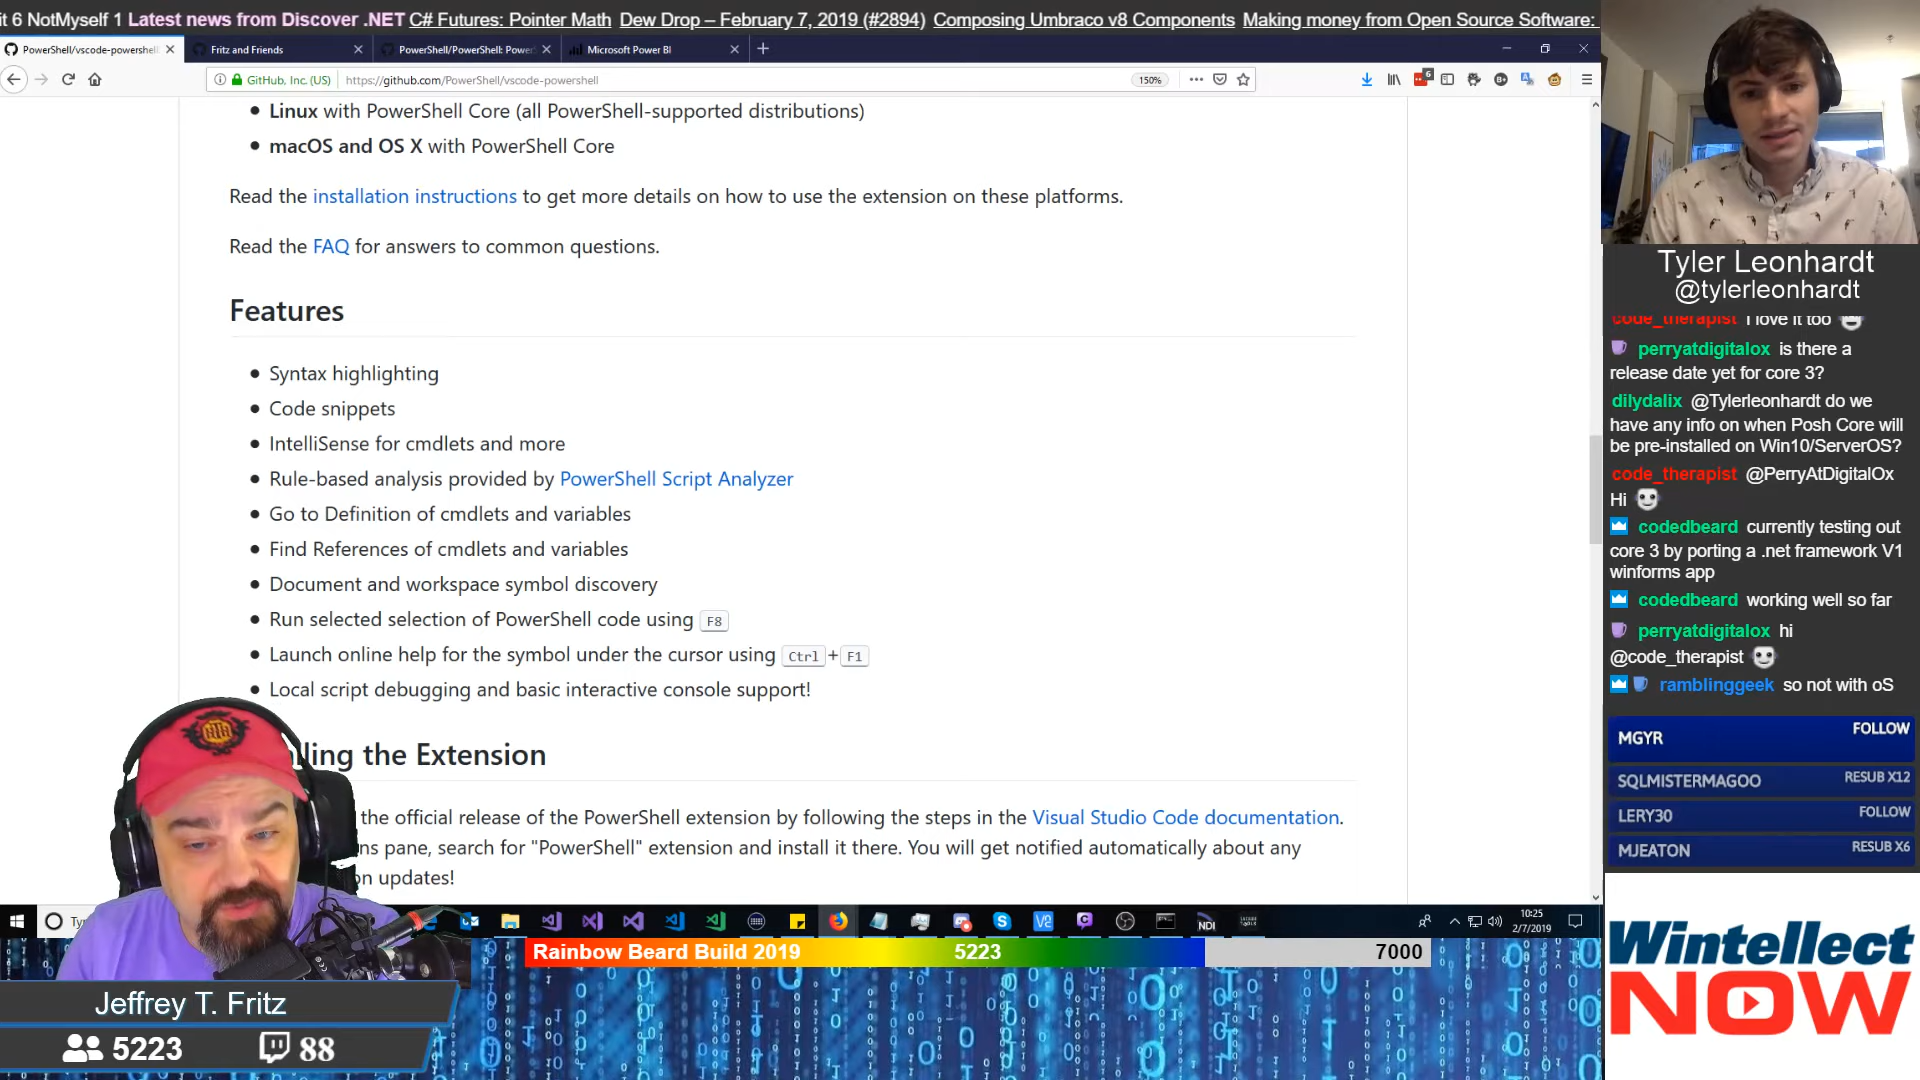 it 6 NotMyself 1 Latest news from Discover .NET C# Futures: Pointer Math Dew Drop – February 7, 2019 (#2894) Composing Umbraco v8 Components Making money from Open Source Software:
PowerShell/vscode-powershell
Fritz and Friends
PowerShell/PowerShell: Power
Microsoft Power BI
GitHub, Inc. (US)
https://github.com/PowerShell/vscode-powershell
150%
6
Linux with PowerShell Core (all PowerShell-supported distributions)
macOS and OS X with PowerShell Core
Read the installation instructions to get more details on how to use the extension on these platforms.
Read the FAQ for answers to common questions.
Features
Syntax highlighting
Code snippets
IntelliSense for cmdlets and more
Rule-based analysis provided by PowerShell Script Analyzer
Go to Definition of cmdlets and variables
Find References of cmdlets and variables
Document and workspace symbol discovery
Run selected selection of PowerShell code using F8
Launch online help for the symbol under the cursor using Ctrl + F1
Local script debugging and basic interactive console support!
lling the Extension
the official release of the PowerShell extension by following the steps in the Visual Studio Code documentation.
ns pane, search for "PowerShell" extension and install it there. You will get notified automatically about any
on updates!
Ty
NDI
10:25
2/7/2019
Rainbow Beard Build 2019 5223 7000
Jeffrey T. Fritz
5223 88
Tyler Leonhardt
@tylerleonhardt
code_therapist I love it too
perryatdigitalox is there a
release date yet for core 3?
dilydalix @Tylerleonhardt do we
have any info on when Posh Core will
be pre-installed on Win10/ServerOS?
code_therapist @PerryAtDigitalOx
Hi
codedbeard currently testing out
core 3 by porting a .net framework V1
winforms app
codedbeard working well so far
perryatdigitalox hi
@code_therapist
ramblinggeek so not with oS
MGYR FOLLOW
SQLMISTERMAGOO RESUB X12
LERY30 FOLLOW
MJEATON RESUB X6
Wintellect
NOW